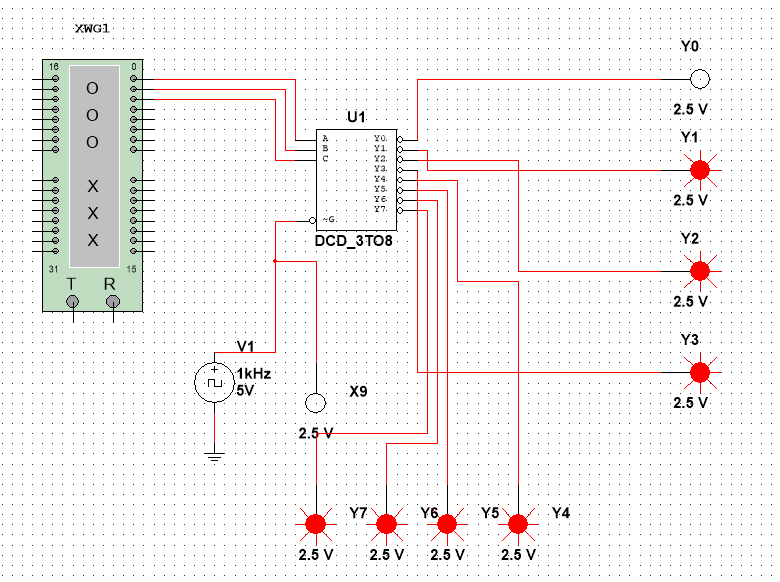 XWG1
16 0
O
O
O
X
X
X
31 15
T R
U1
A
B
C
~G
Y0
Y1
Y2
Y3
Y4
Y5
Y6
Y7
DCD_3TO8
Y0
2.5 V
Y1
2.5 V
Y2
2.5 V
Y3
2.5 V
V1
1kHz
5V
X9
2.5 V
Y7 Y6 Y5 Y4
2.5 V 2.5 V 2.5 V 2.5 V